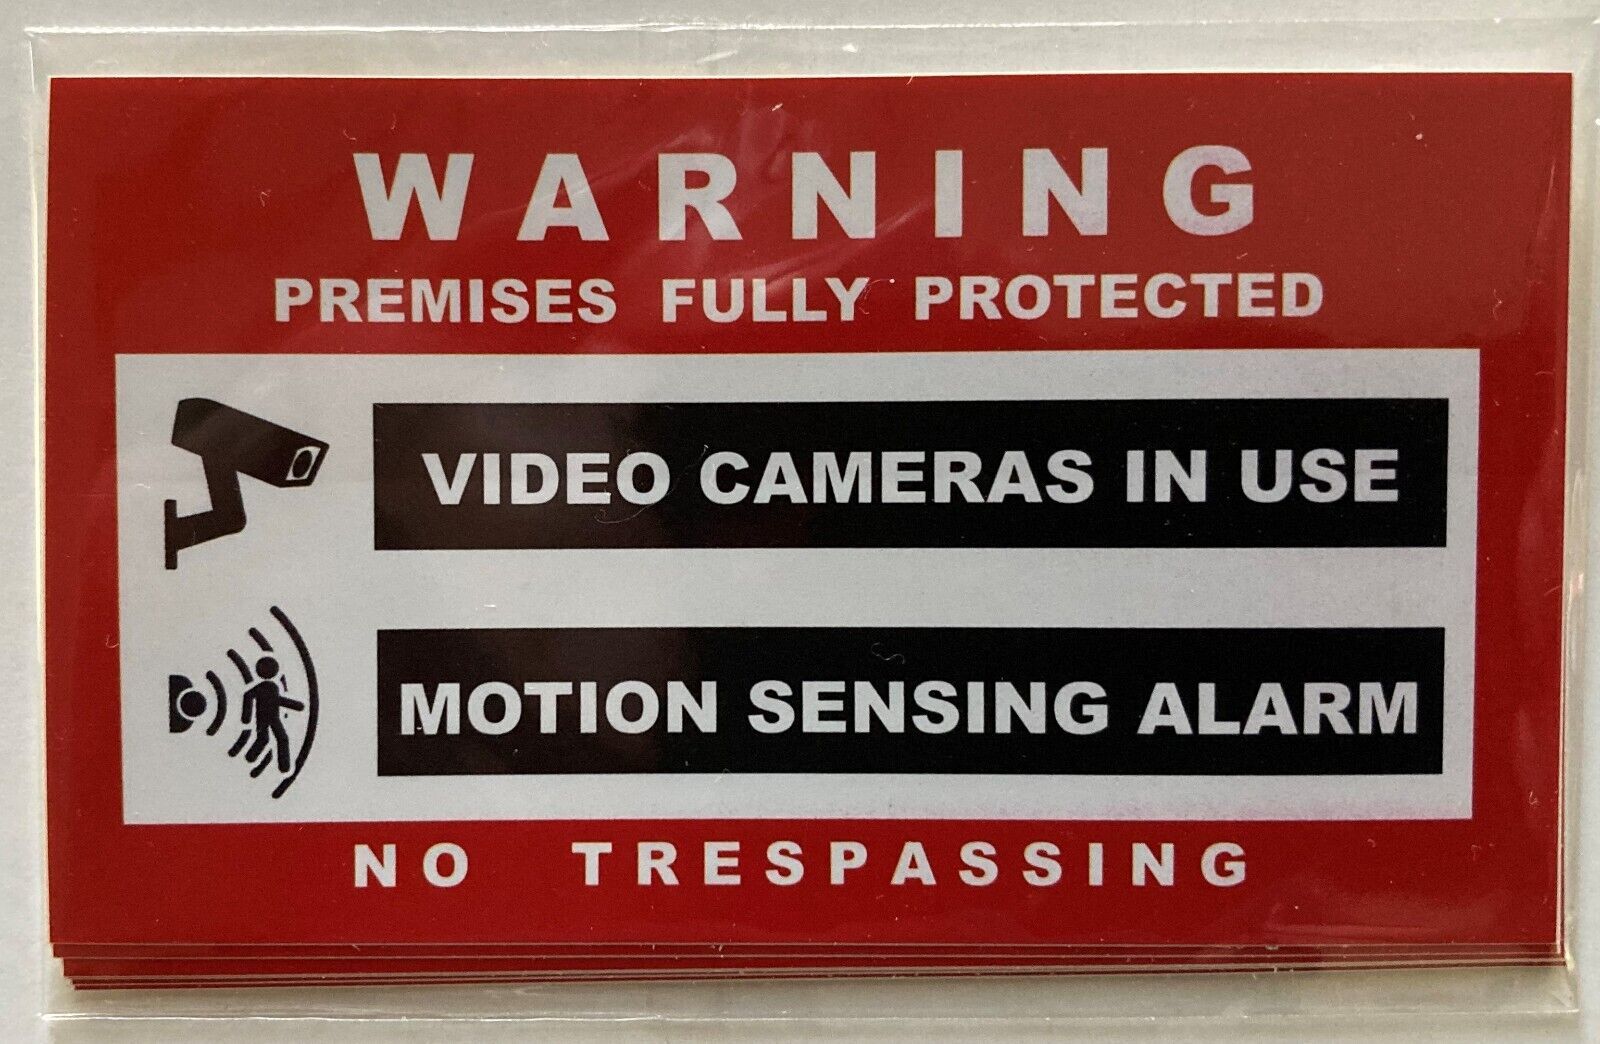 WARNING
PREMISES FULLY PROTECTED
VIDEO CAMERAS IN USE
MOTION SENSING ALARM
NO TRESPASSING